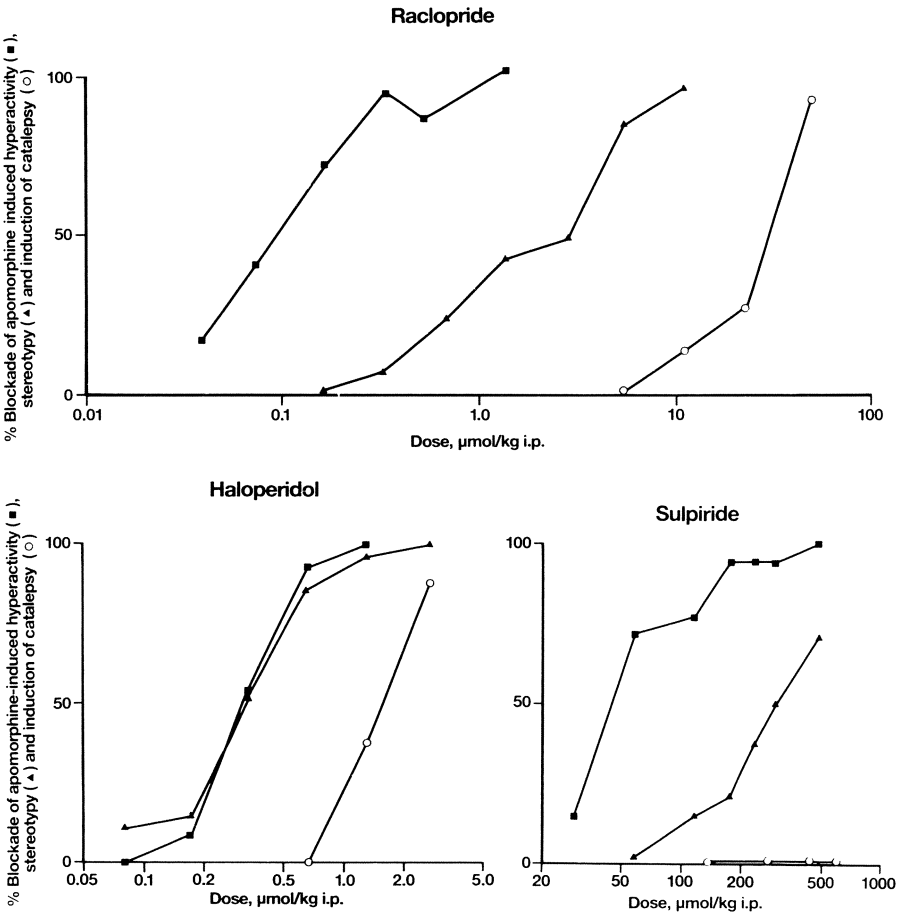 Raclopride
% Blockade of apomorphine induced hyperactivity (■),
stereotypy (▲) and induction of catalepsy (○)
100
50
0
0.01 0.1 1.0 10 100
Dose, µmol/kg i.p.
Haloperidol
% Blockade of apomorphine-induced hyperactivity (■),
stereotypy (▲) and induction of catalepsy (○)
100
50
0
0.05 0.1 0.2 0.5 1.0 2.0 5.0
Dose, µmol/kg i.p.
Sulpiride
100
50
0
20 50 100 200 500 1000
Dose, µmol/kg i.p.